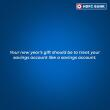 HDFC BANK
Your new year's gift should be to treat your
savings account like a savings account.